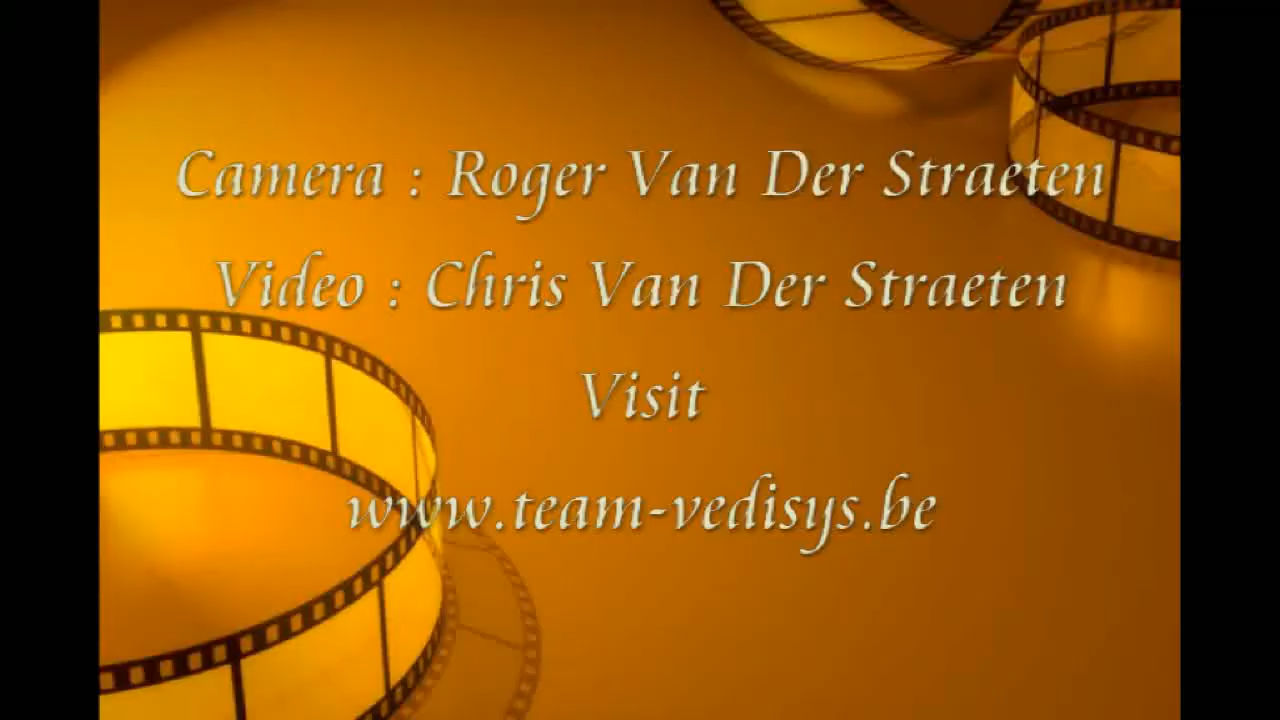 Camera : Roger Van Der Straeten
Video : Chris Van Der Straeten
Visit
www.team-vedisys.be